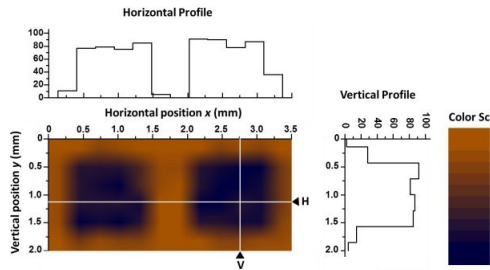 Horizontal Profile
100
80
60
40
20
0
Horizontal position x (mm)
0 0.5 1.0 1.5 2.0 2.5 3.0 3.5
Vertical position y (mm)
0
0.5
1.0
1.5
2.0
H
V
Vertical Profile
0 20 40 60 80 100
0
0.5
1.0
1.5
2.0
Color Sc